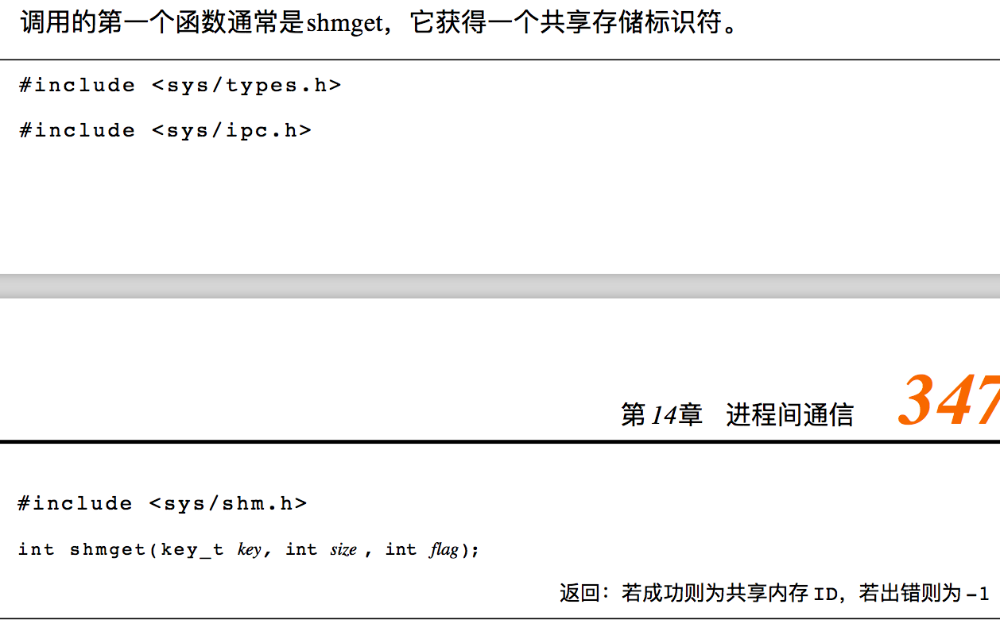 调用的第一个函数通常是shmget，它获得一个共享存储标识符。
#include <sys/types.h>
#include <sys/ipc.h>
第14章 进程间通信 347
#include <sys/shm.h>
int shmget(key_t key, int size , int flag);
返回：若成功则为共享内存ID，若出错则为-1